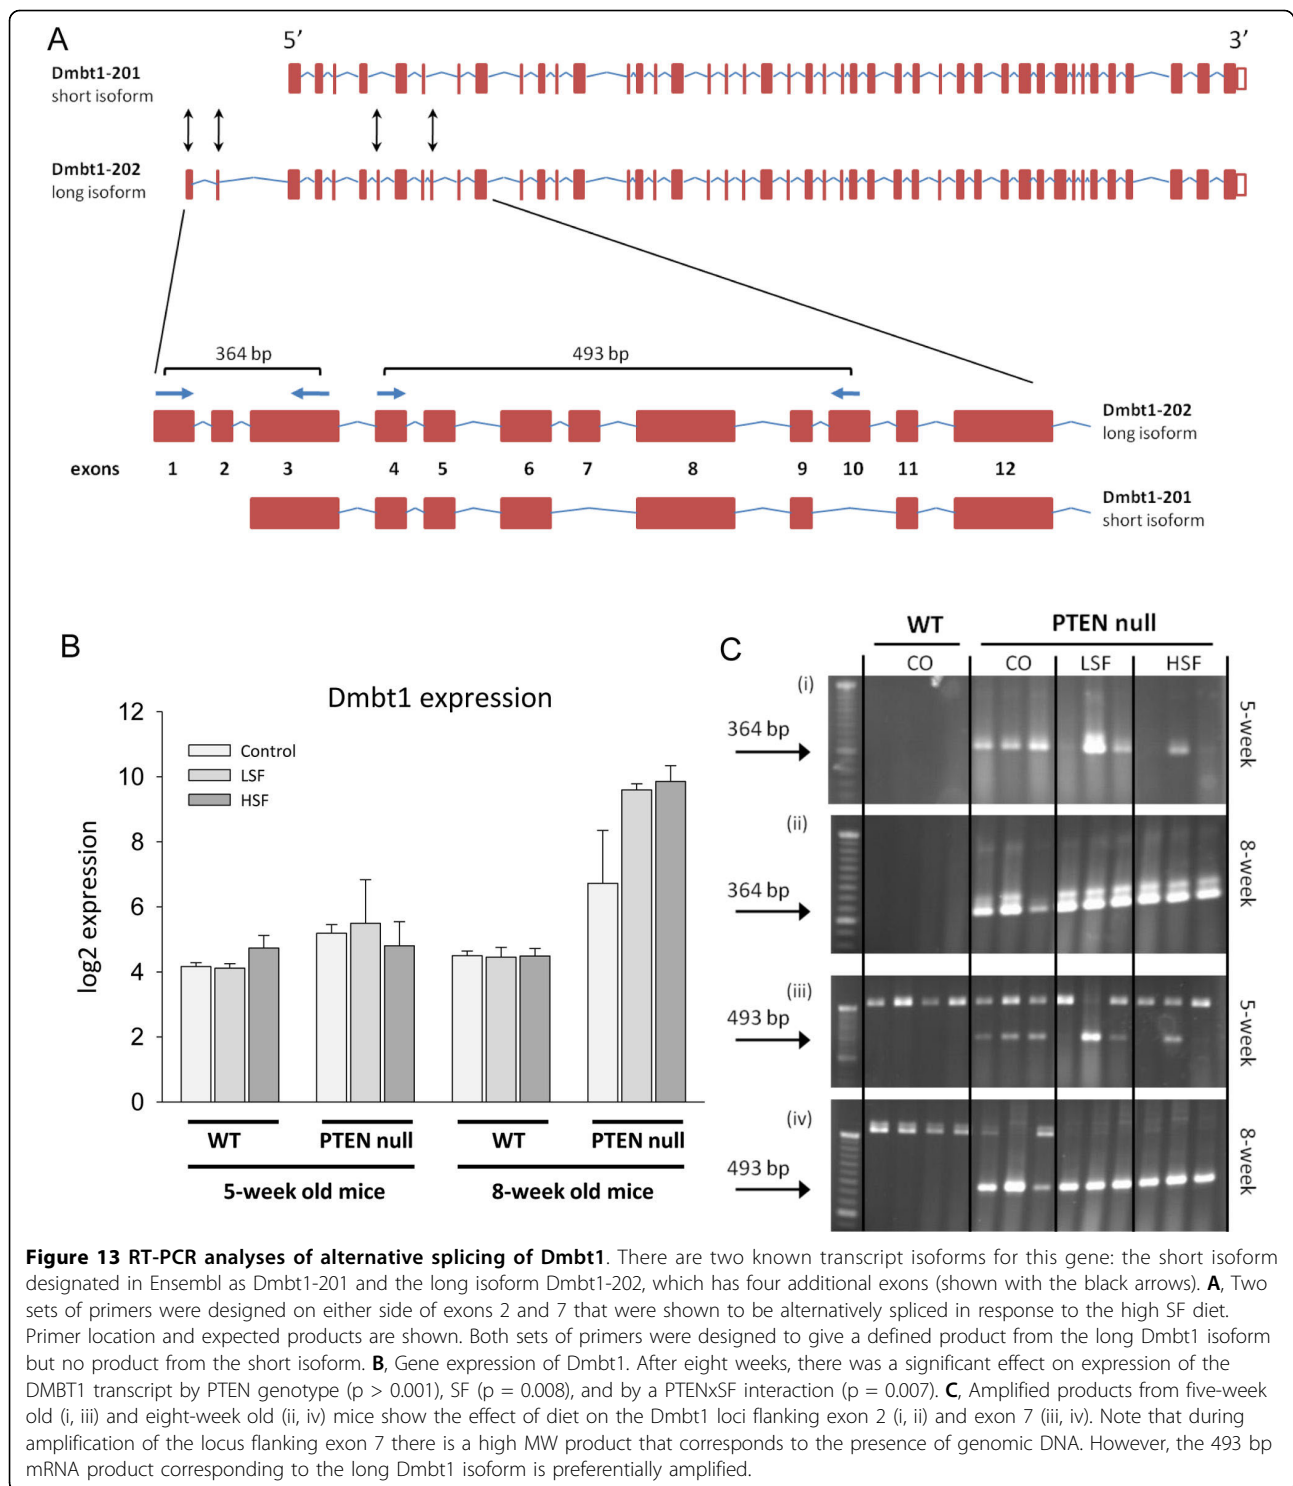 A
5’
3’
Dmbt1-201
short isoform
Dmbt1-202
long isoform
364 bp
493 bp
Dmbt1-202
long isoform
exons 1 2 3 4 5 6 7 8 9 10 11 12
Dmbt1-201
short isoform
B
Dmbt1 expression
12
10
8
6
4
2
0
log2 expression
Control
LSF
HSF
WT PTEN null WT PTEN null
5-week old mice 8-week old mice
C
WT PTEN null
CO CO LSF HSF
(i)
364 bp
5-week
(ii)
364 bp
8-week
(iii)
493 bp
5-week
(iv)
493 bp
8-week
Figure 13 RT-PCR analyses of alternative splicing of Dmbt1. There are two known transcript isoforms for this gene: the short isoform
designated in Ensembl as Dmbt1-201 and the long isoform Dmbt1-202, which has four additional exons (shown with the black arrows). A, Two
sets of primers were designed on either side of exons 2 and 7 that were shown to be alternatively spliced in response to the high SF diet.
Primer location and expected products are shown. Both sets of primers were designed to give a defined product from the long Dmbt1 isoform
but no product from the short isoform. B, Gene expression of Dmbt1. After eight weeks, there was a significant effect on expression of the
DMBT1 transcript by PTEN genotype (p > 0.001), SF (p = 0.008), and by a PTENxSF interaction (p = 0.007). C, Amplified products from five-week
old (i, iii) and eight-week old (ii, iv) mice show the effect of diet on the Dmbt1 loci flanking exon 2 (i, ii) and exon 7 (iii, iv). Note that during
amplification of the locus flanking exon 7 there is a high MW product that corresponds to the presence of genomic DNA. However, the 493 bp
mRNA product corresponding to the long Dmbt1 isoform is preferentially amplified.